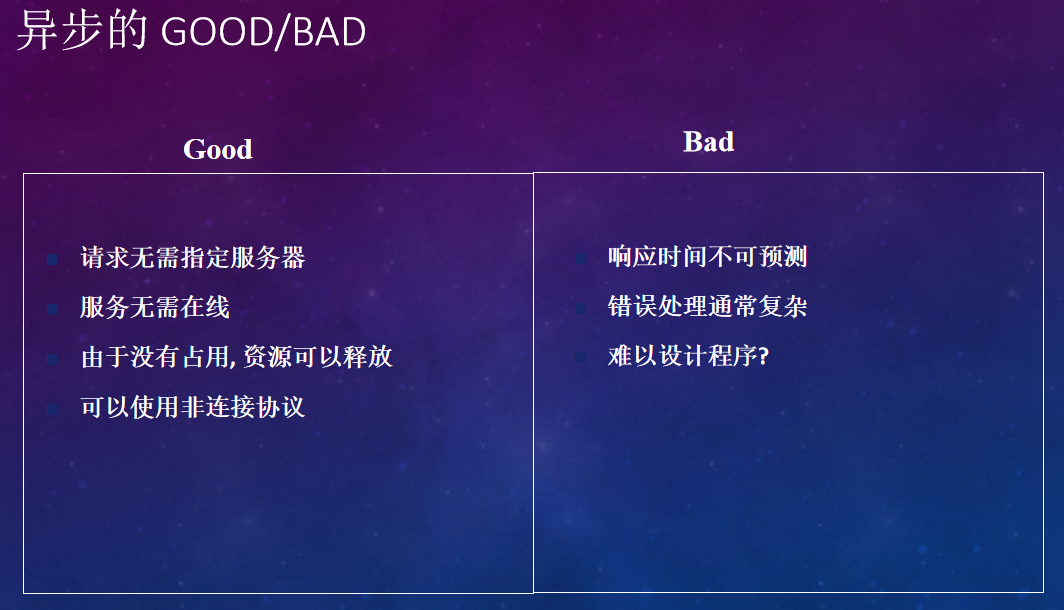 异步的 GOOD/BAD
Good
请求无需指定服务器
服务无需在线
由于没有占用, 资源可以释放
可以使用非连接协议
Bad
响应时间不可预测
错误处理通常复杂
难以设计程序?